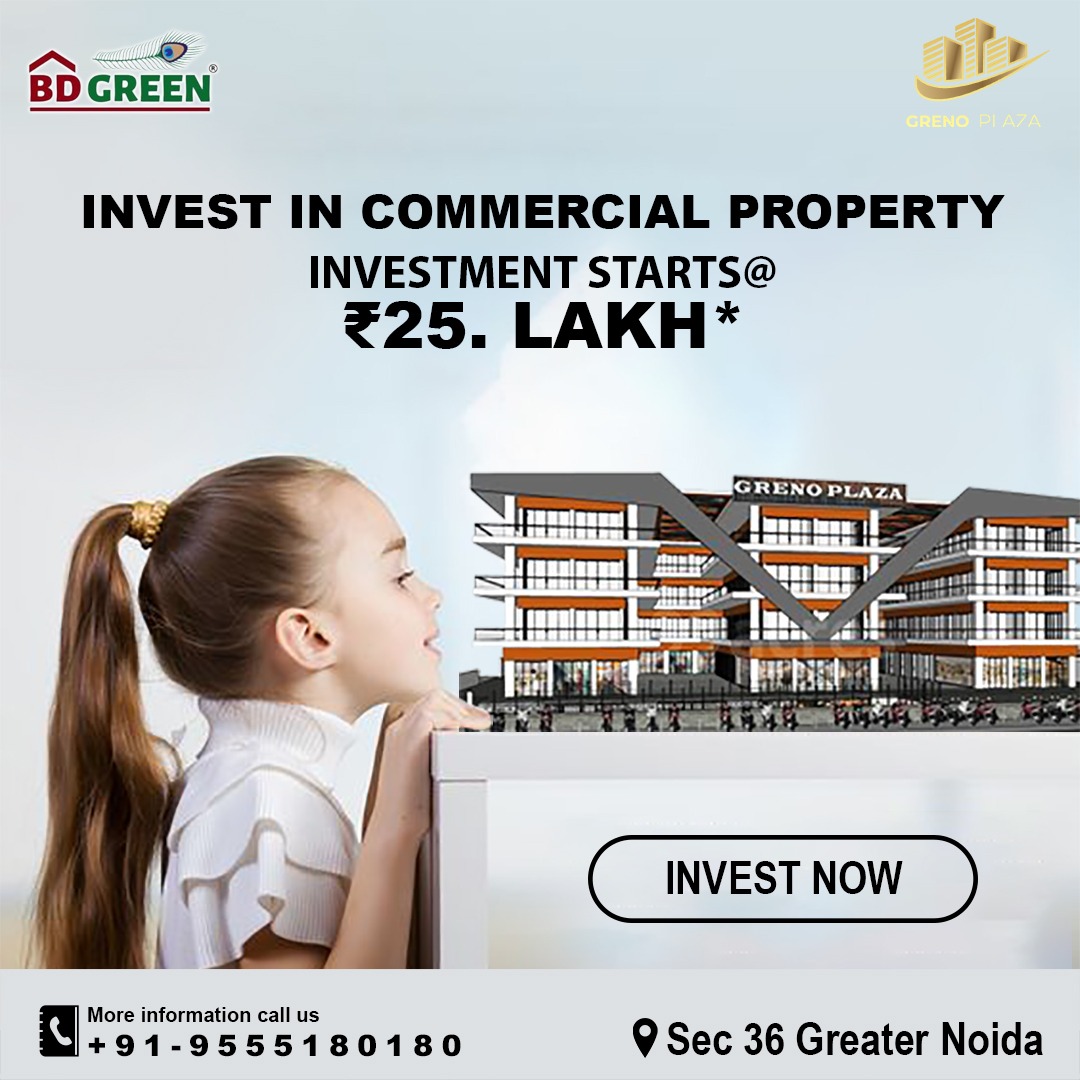 BD GREEN®
GRENO PLAZA
INVEST IN COMMERCIAL PROPERTY
INVESTMENT STARTS@
₹25. LAKH*
GRENO PLAZA
INVEST NOW
More information call us
+91-9555180180
Sec 36 Greater Noida